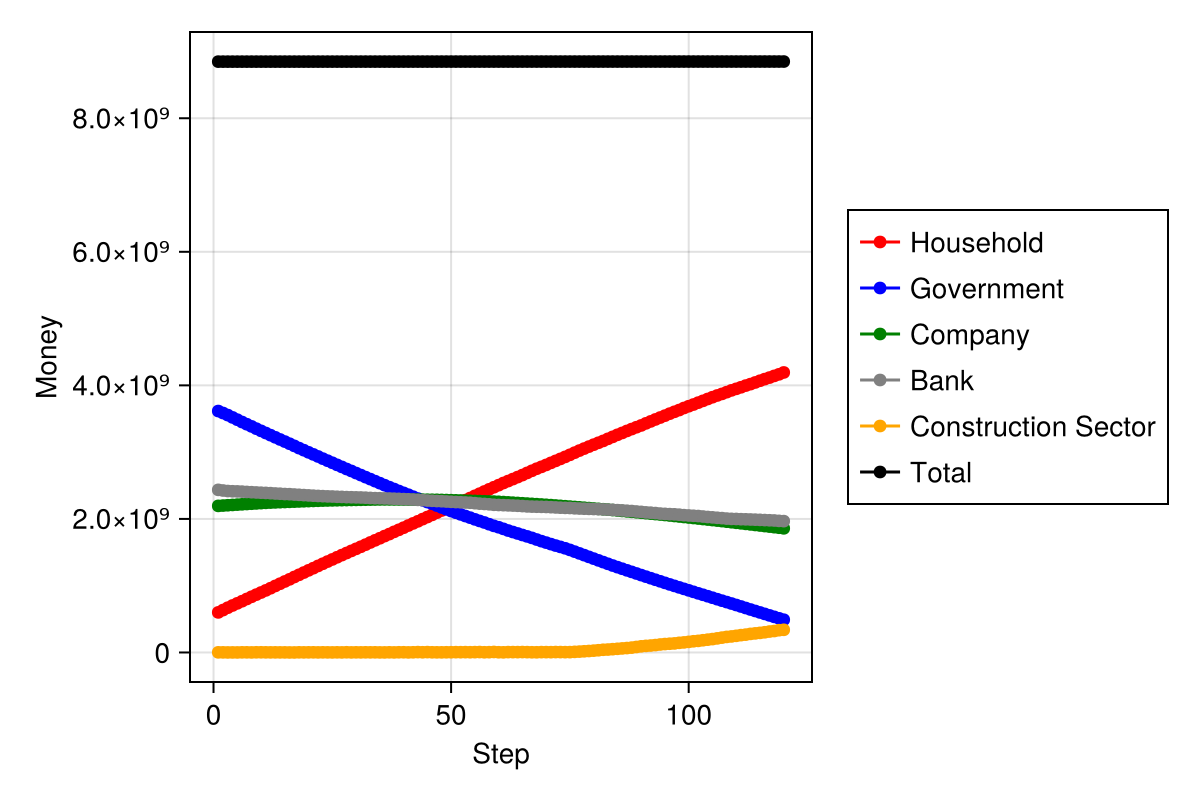 8.0×10⁹
6.0×10⁹
4.0×10⁹
2.0×10⁹
0
Money
0 50 100
Step
Household
Government
Company
Bank
Construction Sector
Total